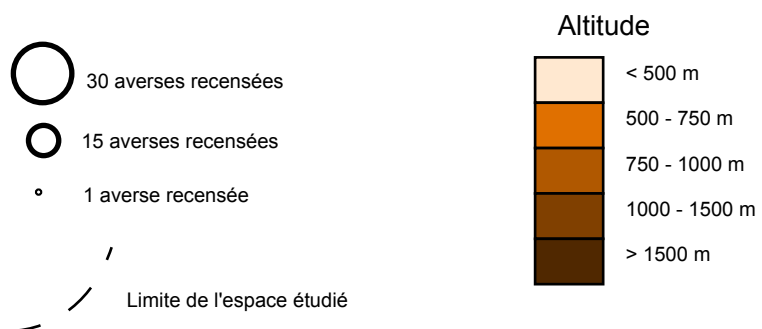 Altitude
30 averses recensées
15 averses recensées
1 averse recensée
Limite de l'espace étudié
< 500 m
500 - 750 m
750 - 1000 m
1000 - 1500 m
> 1500 m